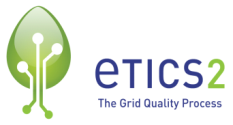 eTICS2
The Grid Quality Process